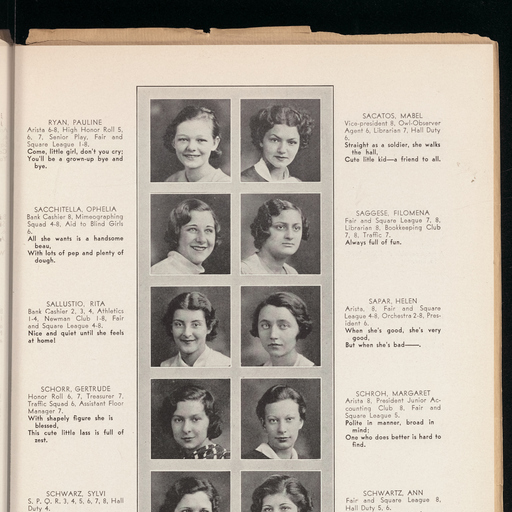 RYAN, PAULINE
Arista 6-8, High Honor Roll 5,
6, 7, Senior Play, Fair and
Square League 1-8.
Come, little girl, don't you cry;
You'll be a grown-up bye and
bye.
SACCHITELLA, OPHELIA
Bank Cashier 8, Mimeographing
Squad 4-8, Aid to Blind Girls
6.
All she wants is a handsome
beau,
With lots of pep and plenty of
dough.
SALLUSTIO, RITA
Bank Cashier 2, 3, 4, Athletics
1-4, Newman Club 1-8, Fair
and Square League 4-8.
Nice and quiet until she feels
at home!
SCHORR, GERTRUDE
Honor Roll 6, 7, Treasurer 7,
Traffic Squad 6, Assistant Floor
Manager 7.
With shapely figure she is
blessed,
This cute little lass is full of
zest.
SCHWARZ, SYLVI
S. P. Q. R. 3, 4, 5, 6, 7, 8, Hall
Duty 4.
SACATOS, MABEL
Vice-president 8, Owl-Observer
Agent 6, Librarian 7, Hall Duty
6.
Straight as a soldier, she walks
the hall,
Cute little kid—a friend to all.
SAGGESE, FILOMENA
Fair and Square League 7, 8,
Librarian 8, Bookkeeping Club
7, 8, Traffic 7.
Always full of fun.
SAPAR, HELEN
Arista, 8, Fair and Square
League 4-8, Orchestra 2-8, Pres-
ident 6.
When she's good, she's very
good,
But when she's bad——.
SCHROH, MARGARET
Arista 8, President Junior Ac-
counting Club 8, Fair and
Square League 5.
Polite in manner, broad in
mind;
One who does better is hard to
find.
SCHWARTZ, ANN
Fair and Square League 8,
Hall Duty 5, 6.